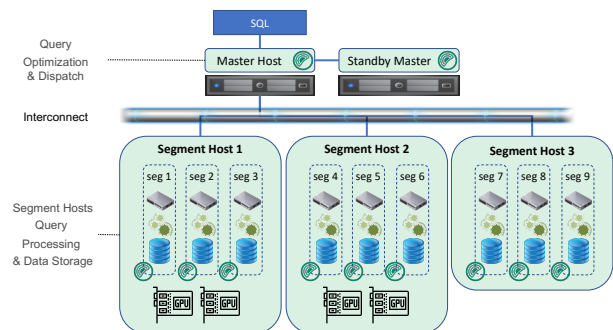 SQL
Query
Optimization
& Dispatch
Master Host
Standby Master
Interconnect
Segment Host 1
Segment Host 2
Segment Host 3
seg 1
seg 2
seg 3
seg 4
seg 5
seg 6
seg 7
seg 8
seg 9
Segment Hosts
Query
Processing
& Data Storage
GPU
GPU
GPU
GPU